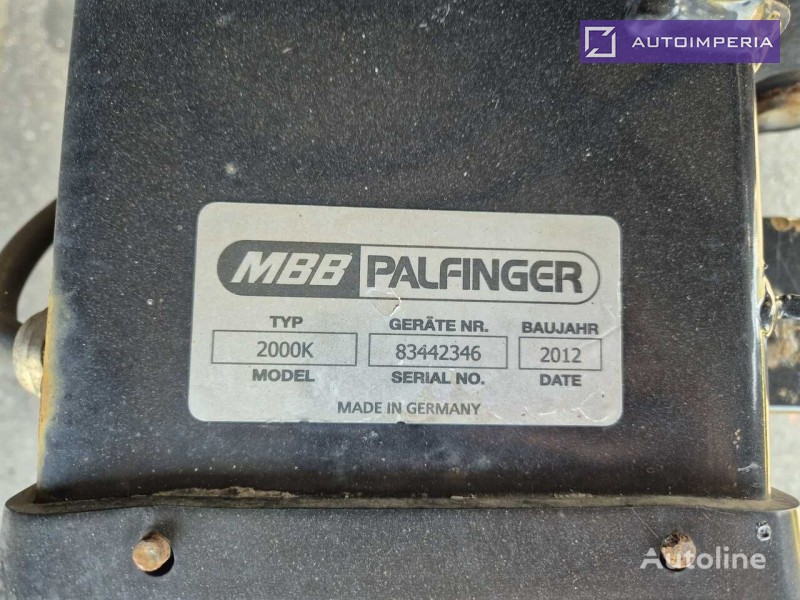 AUTOIMPERIA
MBB PALFINGER
TYP GERÄTE NR. BAUJAHR
2000K 83442346 2012
MODEL SERIAL NO. DATE
MADE IN GERMANY
Autoline